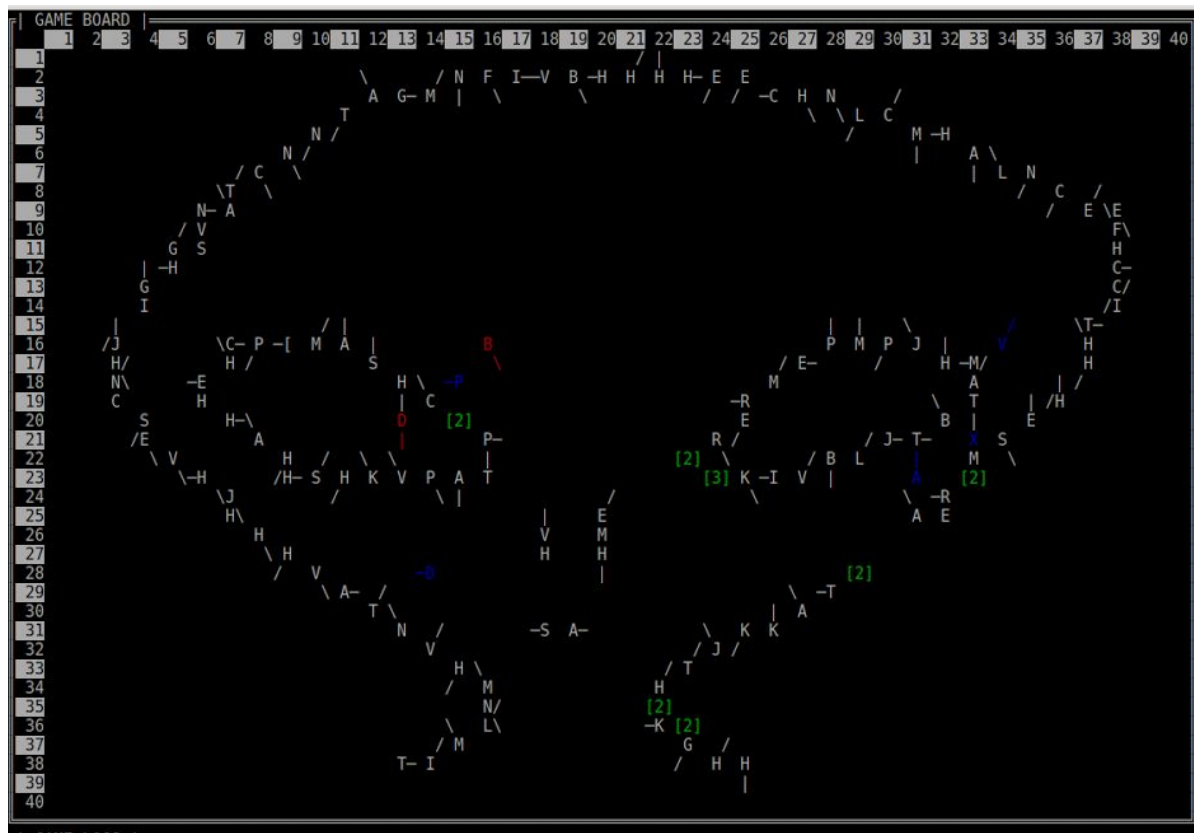 GAME BOARD
1 2 3 4 5 6 7 8 9 10 11 12 13 14 15 16 17 18 19 20 21 22 23 24 25 26 27 28 29 30 31 32 33 34 35 36 37 38 39 40
1 / |
2 \ / N F I—V B —H H H H— E E
3 A G— M | \ \ / / —C H N /
4 T \ \ L C
5 N / / M —H
6 N / | A \
7 / C \ | L N
8 \T \ / C /
9 N— A / E \E
10 / V F\
11 G S H
12 | —H C—
13 G C/
14 I /I
15 | / | | | \ / \T—
16 /J \C— P —[ M A | B P M P J | V H
17 H/ H / S \ / E— / H —M/ H
18 N\ —E H \ —P M A | /
19 C H | C —R \ T | /H
20 S H—\ D [2] E B | E
21 /E A | P— R / / J— T— X S
22 \ V H / \ \ | [2] \ / B L | M \
23 \—H /H— S H K V P A T [3] K —I V | A [2]
24 \J / \ | / \ \ —R
25 H\ | E A E
26 H V M
27 \ H H H
28 / V —D | [2]
29 \ A— / \ —T
30 T \ | A
31 N / —S A— \ K K
32 V / J /
33 H \ / T
34 / M H
35 N/ [2]
36 \ L\ —K [2]
37 / M G /
38 T— I / H H
39 |
40